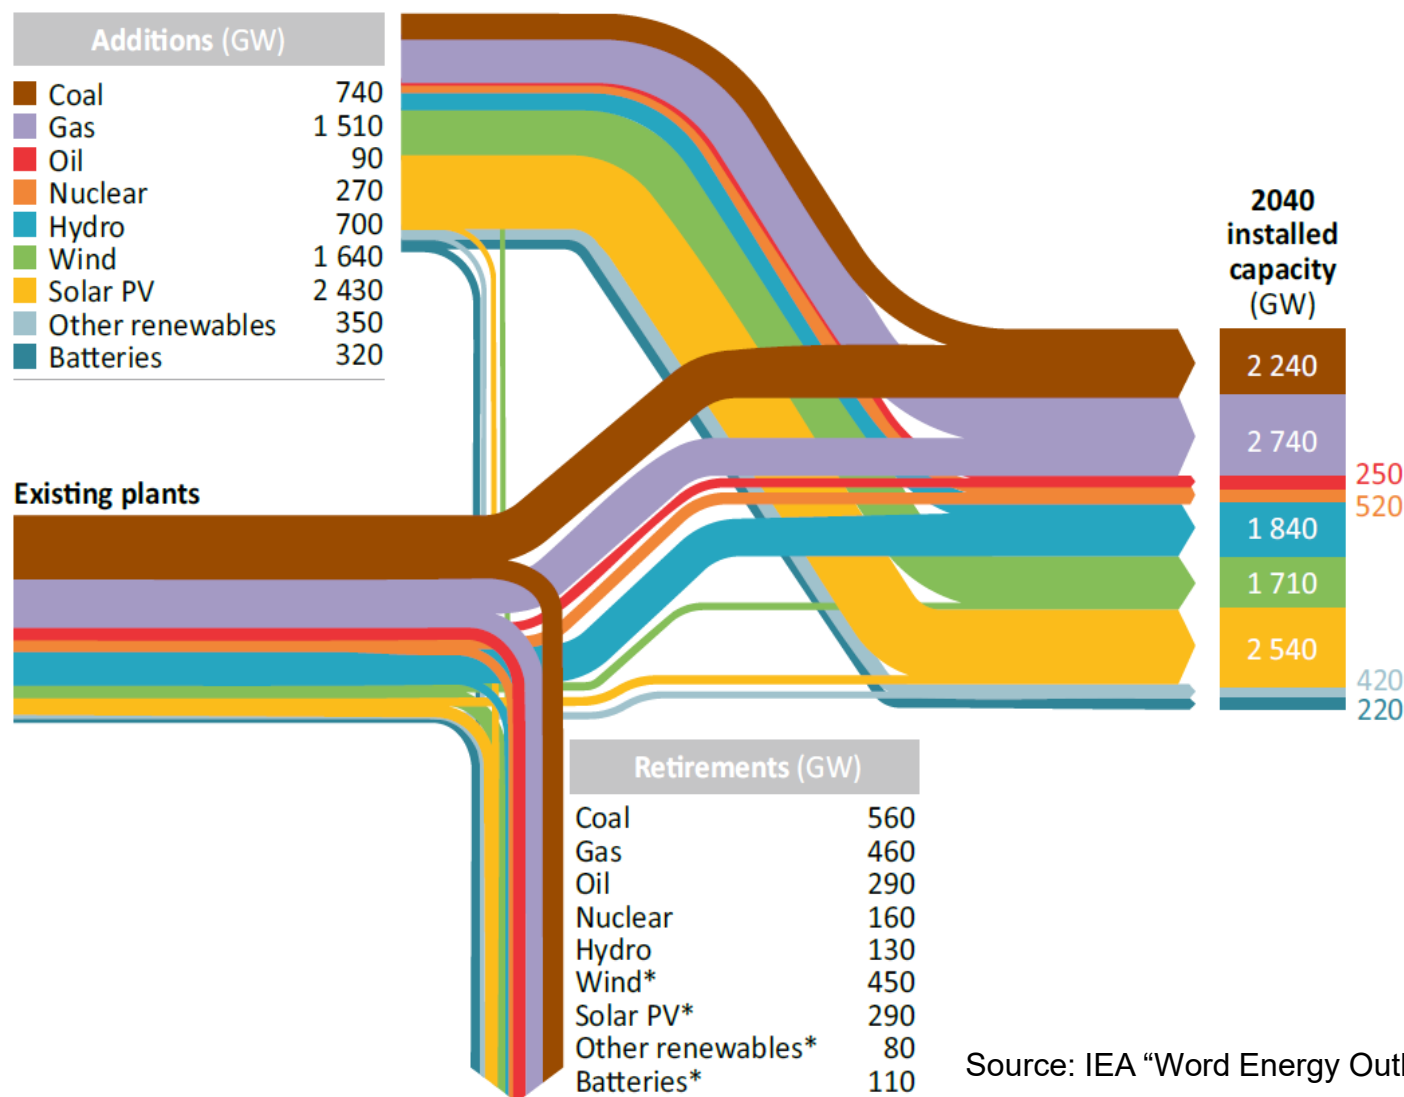 Additions (GW)
Coal 740
Gas 1 510
Oil 90
Nuclear 270
Hydro 700
Wind 1 640
Solar PV 2 430
Other renewables 350
Batteries 320
Existing plants
2040
installed
capacity
(GW)
2 240
2 740
250
520
1 840
1 710
2 540
420
220
Retirements (GW)
Coal 560
Gas 460
Oil 290
Nuclear 160
Hydro 130
Wind* 450
Solar PV* 290
Other renewables* 80
Batteries* 110
Source: IEA “Word Energy Outl